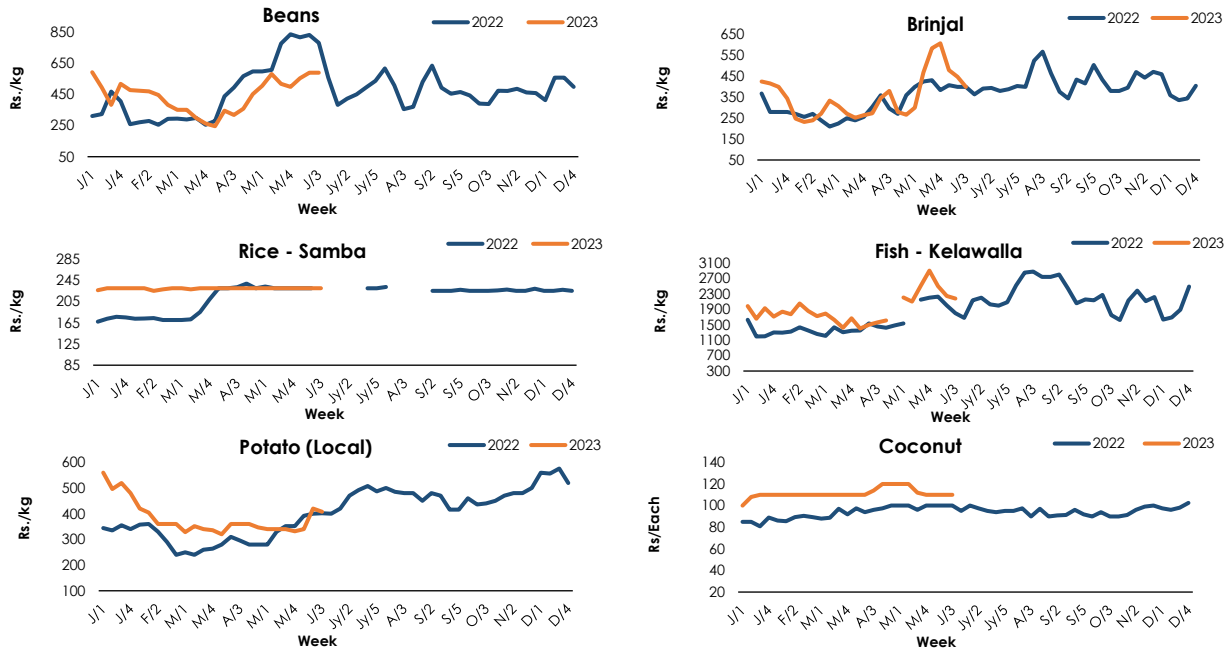 Beans
2022 2023
Rs./kg
850
650
450
250
50
J/1 J/4 F/2 M/1 M/4 A/3 M/1 M/4 J/3 Jy/2 Jy/5 A/3 S/2 S/5 O/3 N/2 D/1 D/4
Week
Brinjal
2022 2023
Rs./kg
650
550
450
350
250
150
50
J/1 J/4 F/2 M/1 M/4 A/3 M/1 M/4 J/3 Jy/2 Jy/5 A/3 S/2 S/5 O/3 N/2 D/1 D/4
Week
Rice - Samba
2022 2023
Rs./kg
285
245
205
165
125
85
J/1 J/4 F/2 M/1 M/4 A/3 M/1 M/4 J/3 Jy/2 Jy/5 A/3 S/2 S/5 O/3 N/2 D/1 D/4
Week
Fish - Kelawalla
2022 2023
Rs./kg
3100
2700
2300
1900
1500
1100
700
300
J/1 J/4 F/2 M/1 M/4 A/3 M/1 M/4 J/3 Jy/2 Jy/5 A/3 S/2 S/5 O/3 N/2 D/1 D/4
Week
Potato (Local)
2022 2023
Rs./kg
600
500
400
300
200
100
J/1 J/4 F/2 M/1 M/4 A/3 M/1 M/4 J/3 Jy/2 Jy/5 A/3 S/2 S/5 O/3 N/2 D/1 D/4
Week
Coconut
2022 2023
Rs/Each
140
120
100
80
60
40
20
J/1 J/4 F/2 M/1 M/4 A/3 M/1 M/4 J/3 Jy/2 Jy/5 A/3 S/2 S/5 O/3 N/2 D/1 D/4
Week